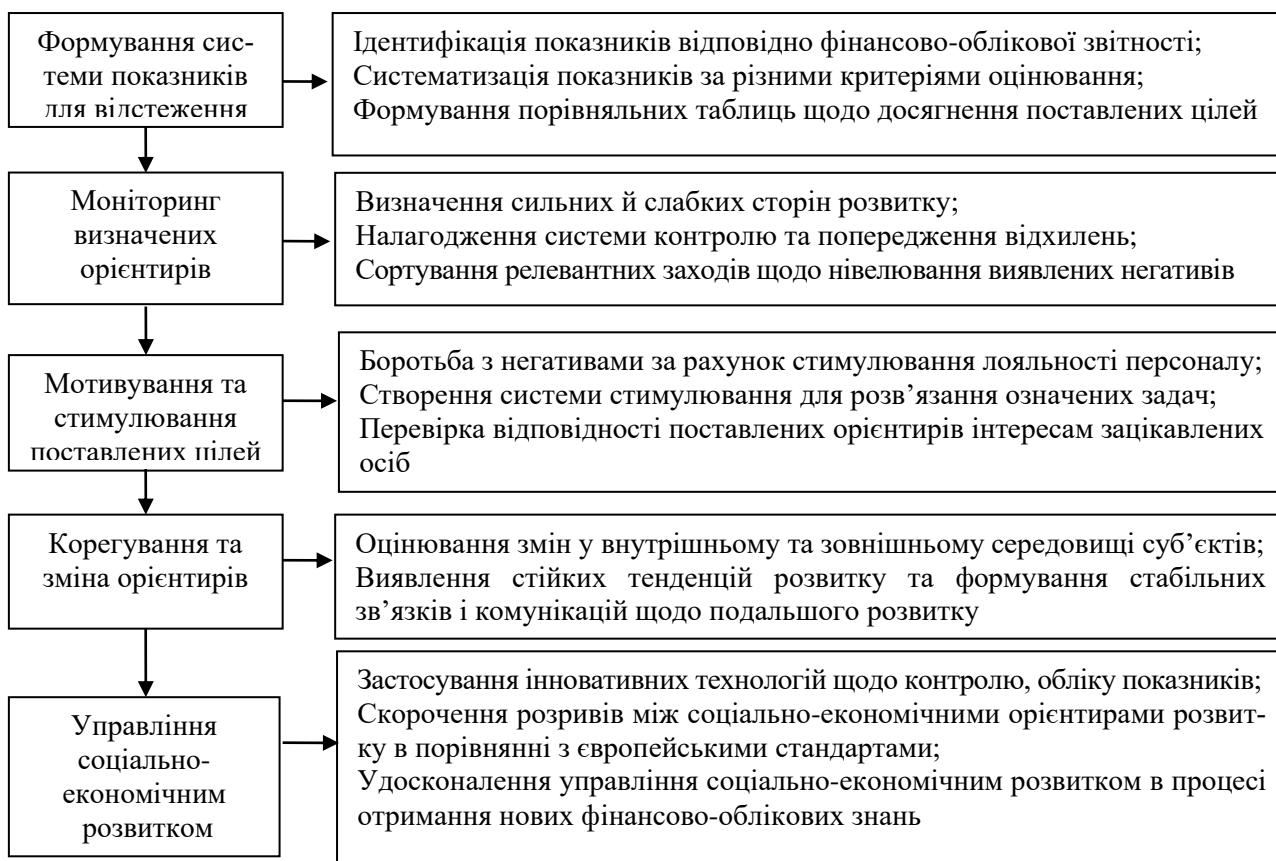 Формування сис-
теми показників
для відстеження
Ідентифікація показників відповідно фінансово-облікової звітності;
Систематизація показників за різними критеріями оцінювання;
Формування порівняльних таблиць щодо досягнення поставлених цілей
Моніторинг
визначених
орієнтирів
Визначення сильних й слабких сторін розвитку;
Налагодження системи контролю та попередження відхилень;
Сортування релевантних заходів щодо нівелювання виявлених негативів
Мотивування та
стимулювання
поставлених цілей
Боротьба з негативами за рахунок стимулювання лояльності персоналу;
Створення системи стимулювання для розв’язання означених задач;
Перевірка відповідності поставлених орієнтирів інтересам зацікавлених
осіб
Корегування та
зміна орієнтирів
Оцінювання змін у внутрішньому та зовнішньому середовищі суб’єктів;
Виявлення стійких тенденцій розвитку та формування стабільних
зв’язків і комунікацій щодо подальшого розвитку
Управління
соціально-
економічним
розвитком
Застосування інноваативних технологій щодо контролю, обліку показників;
Скорочення розривів між соціально-економічними орієнтирами розвит-
ку в порівнянні з європейськими стандартами;
Удосконалення управління соціально-економічним розвитком в процесі
отримання нових фінансово-облікових знань